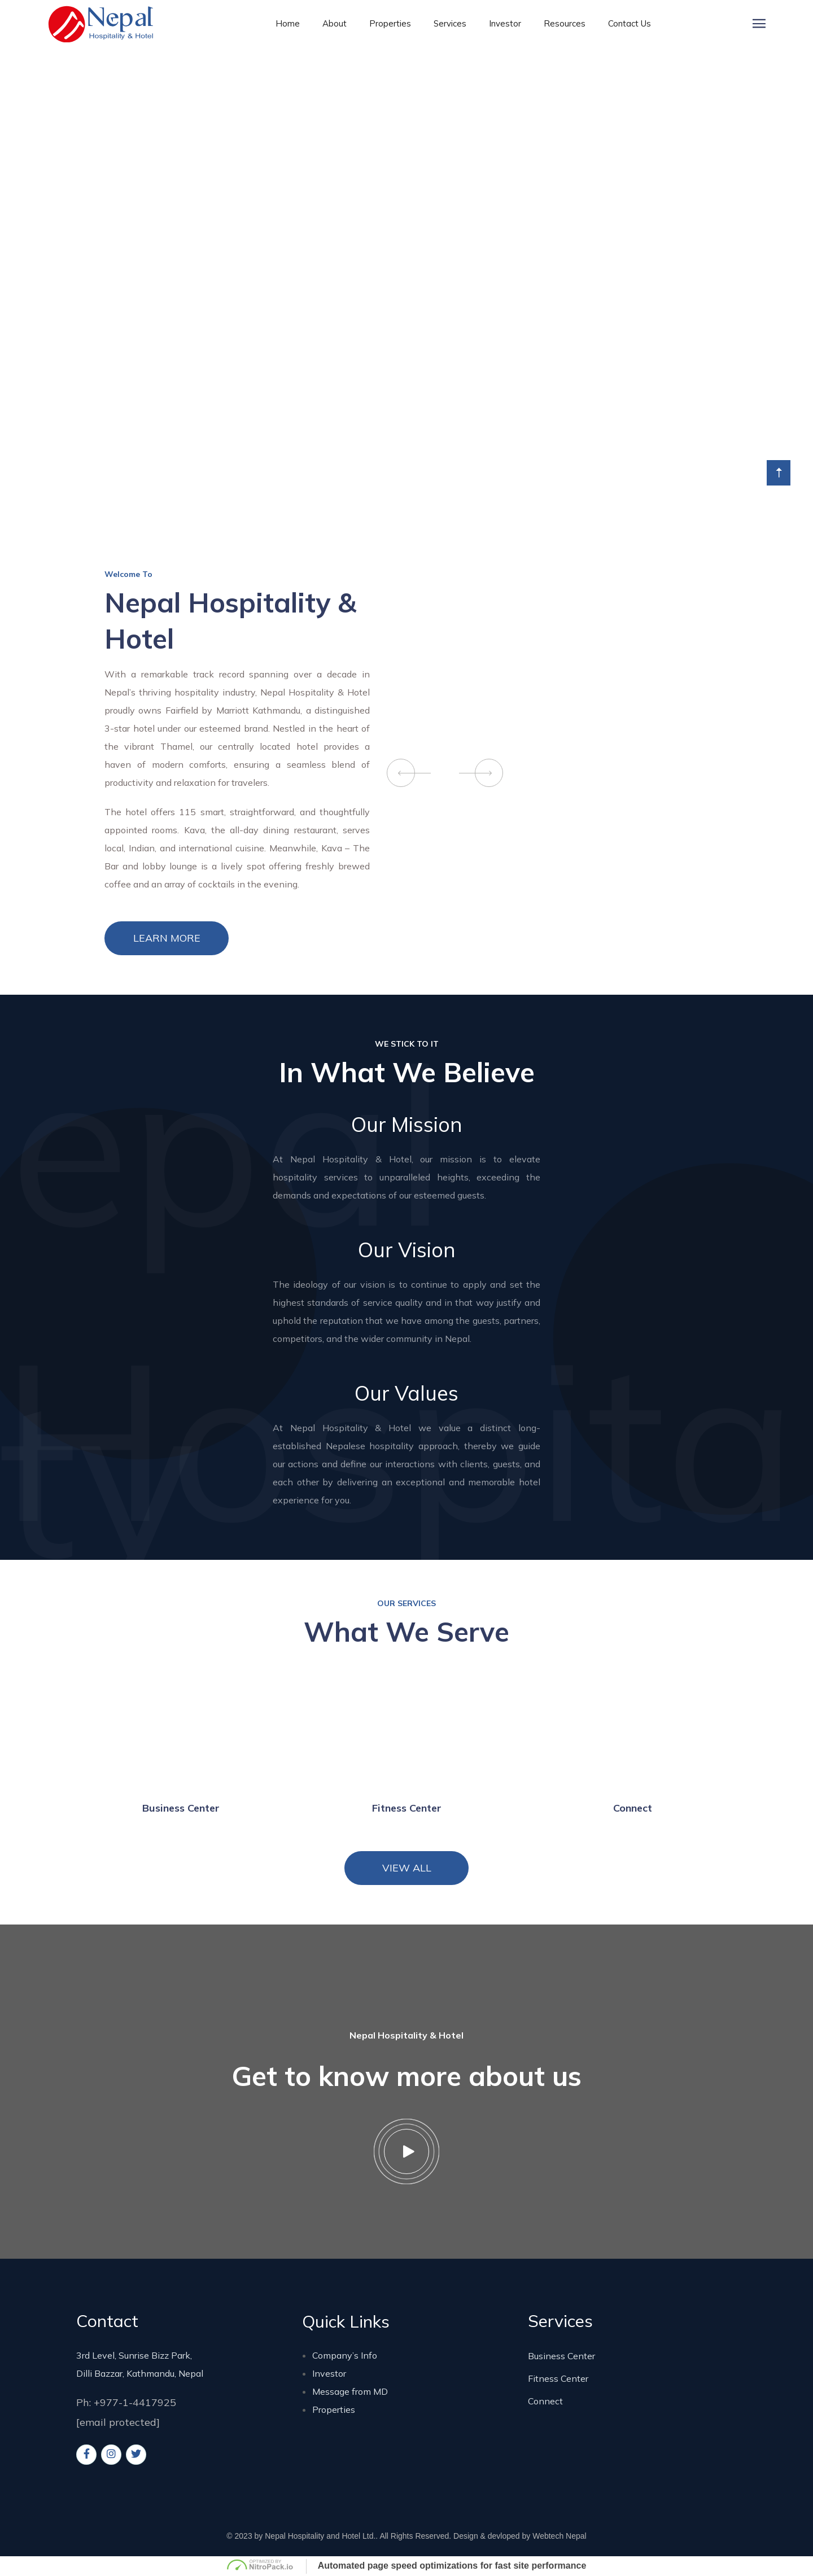 Nepal
Hospitality & Hotel
Home About Properties Services Investor Resources Contact Us
Welcome To
Nepal Hospitality &
Hotel
With a remarkable track record spanning over a decade in
Nepal's thriving hospitality industry, Nepal Hospitality & Hotel
proudly owns Fairfield by Marriott Kathmandu, a distinguished
3-star hotel under our esteemed brand. Nestled in the heart of
the vibrant Thamel, our centrally located hotel provides a
haven of modern comforts, ensuring a seamless blend of
productivity and relaxation for travelers.
The hotel offers 115 smart, straightforward, and thoughtfully
appointed rooms. Kava, the all-day dining restaurant, serves
local, Indian, and international cuisine. Meanwhile, Kava – The
Bar and lobby lounge is a lively spot offering freshly brewed
coffee and an array of cocktails in the evening.
LEARN MORE
WE STICK TO IT
In What We Believe
epal
Our Mission
At Nepal Hospitality & Hotel, our mission is to elevate
hospitality services to unparalleled heights, exceeding the
demands and expectations of our esteemed guests.
Our Vision
The ideology of our vision is to continue to apply and set the
highest standards of service quality and in that way justify and
uphold the reputation that we have among the guests, partners,
competitors, and the wider community in Nepal.
Hospita
ty
Our Values
At Nepal Hospitality & Hotel we value a distinct long-
established Nepalese hospitality approach, thereby we guide
our actions and define our interactions with clients, guests, and
each other by delivering an exceptional and memorable hotel
experience for you.
OUR SERVICES
What We Serve
Business Center Fitness Center Connect
VIEW ALL
Nepal Hospitality & Hotel
Get to know more about us
Contact
3rd Level, Sunrise Bizz Park,
Dilli Bazzar, Kathmandu, Nepal
Ph: +977-1-4417925
[email protected]
Quick Links
Company's Info
Investor
Message from MD
Properties
Services
Business Center
Fitness Center
Connect
© 2023 by Nepal Hospitality and Hotel Ltd.. All Rights Reserved. Design & devloped by Webtech Nepal
OPTIMIZED BY
NitroPack.io
Automated page speed optimizations for fast site performance